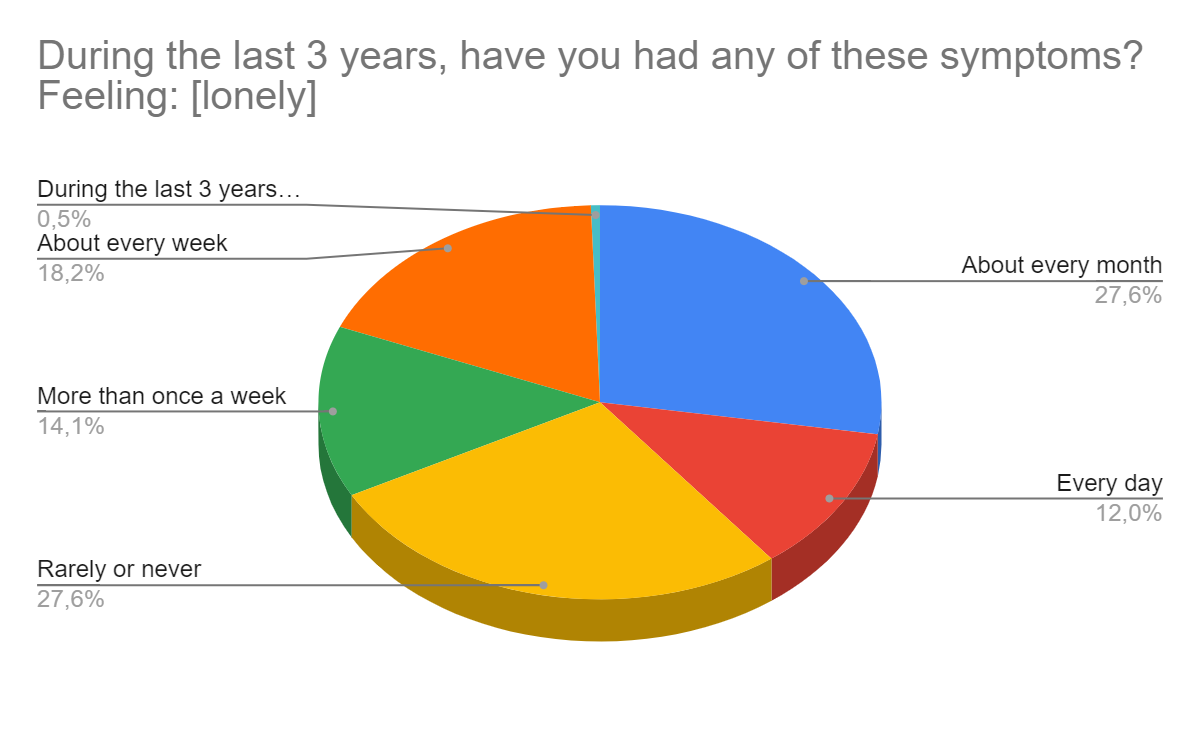 During the last 3 years, have you had any of these symptoms?
Feeling: [lonely]
During the last 3 years…
0,5%
About every week
18,2%
About every month
27,6%
More than once a week
14,1%
Every day
12,0%
Rarely or never
27,6%